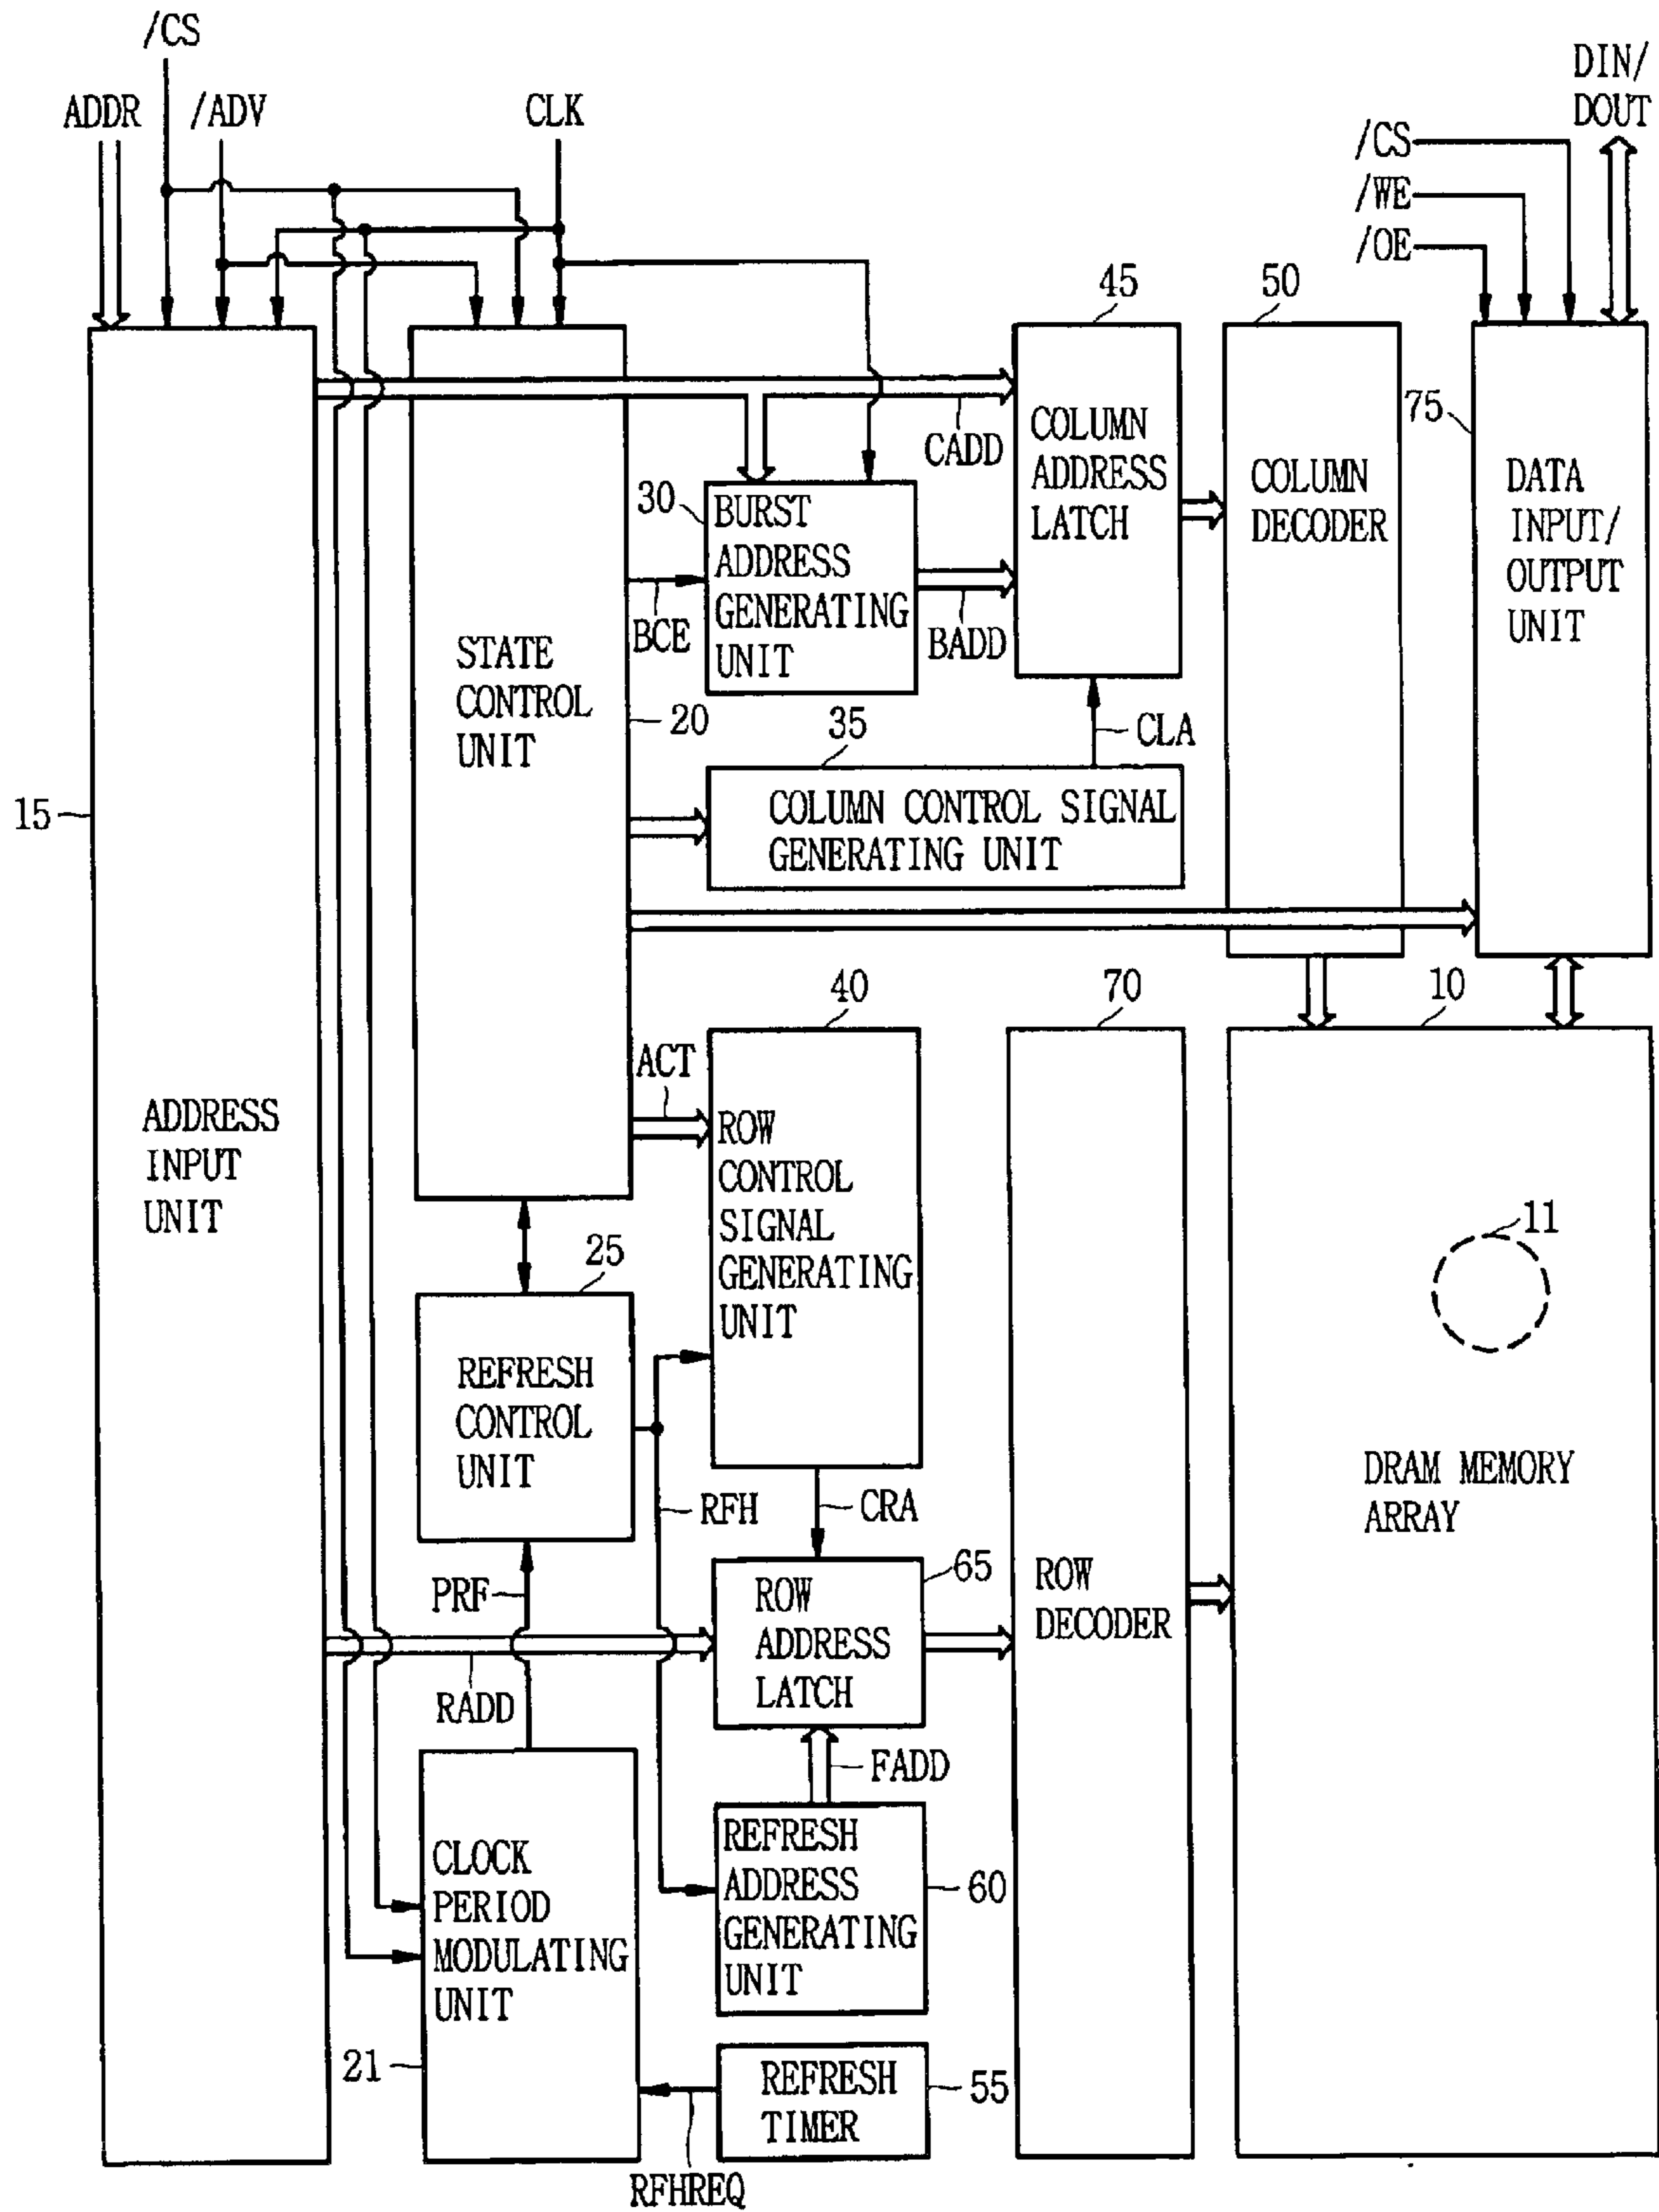 /CS
ADDR
/ADV
CLK
DIN/
DOUT
/CS
/WE
/OE
45
50
75
CADD
COLUMN
ADDRESS
LATCH
COLUMN
DECODER
DATA
INPUT/
OUTPUT
UNIT
30
BURST
ADDRESS
GENERATING
UNIT
BCE
BADD
STATE
CONTROL
UNIT
20
35
CLA
15
COLUMN CONTROL SIGNAL
GENERATING UNIT
40
70
10
ACT
ADDRESS
INPUT
UNIT
ROW
CONTROL
SIGNAL
GENERATING
UNIT
11
25
REFRESH
CONTROL
UNIT
DRAM MEMORY
ARRAY
RFH
CRA
65
PRF
ROW
ADDRESS
LATCH
ROW
DECODER
RADD
FADD
CLOCK
PERIOD
MODULATING
UNIT
REFRESH
ADDRESS
GENERATING
UNIT
60
21
REFRESH
TIMER
55
RFHREQ